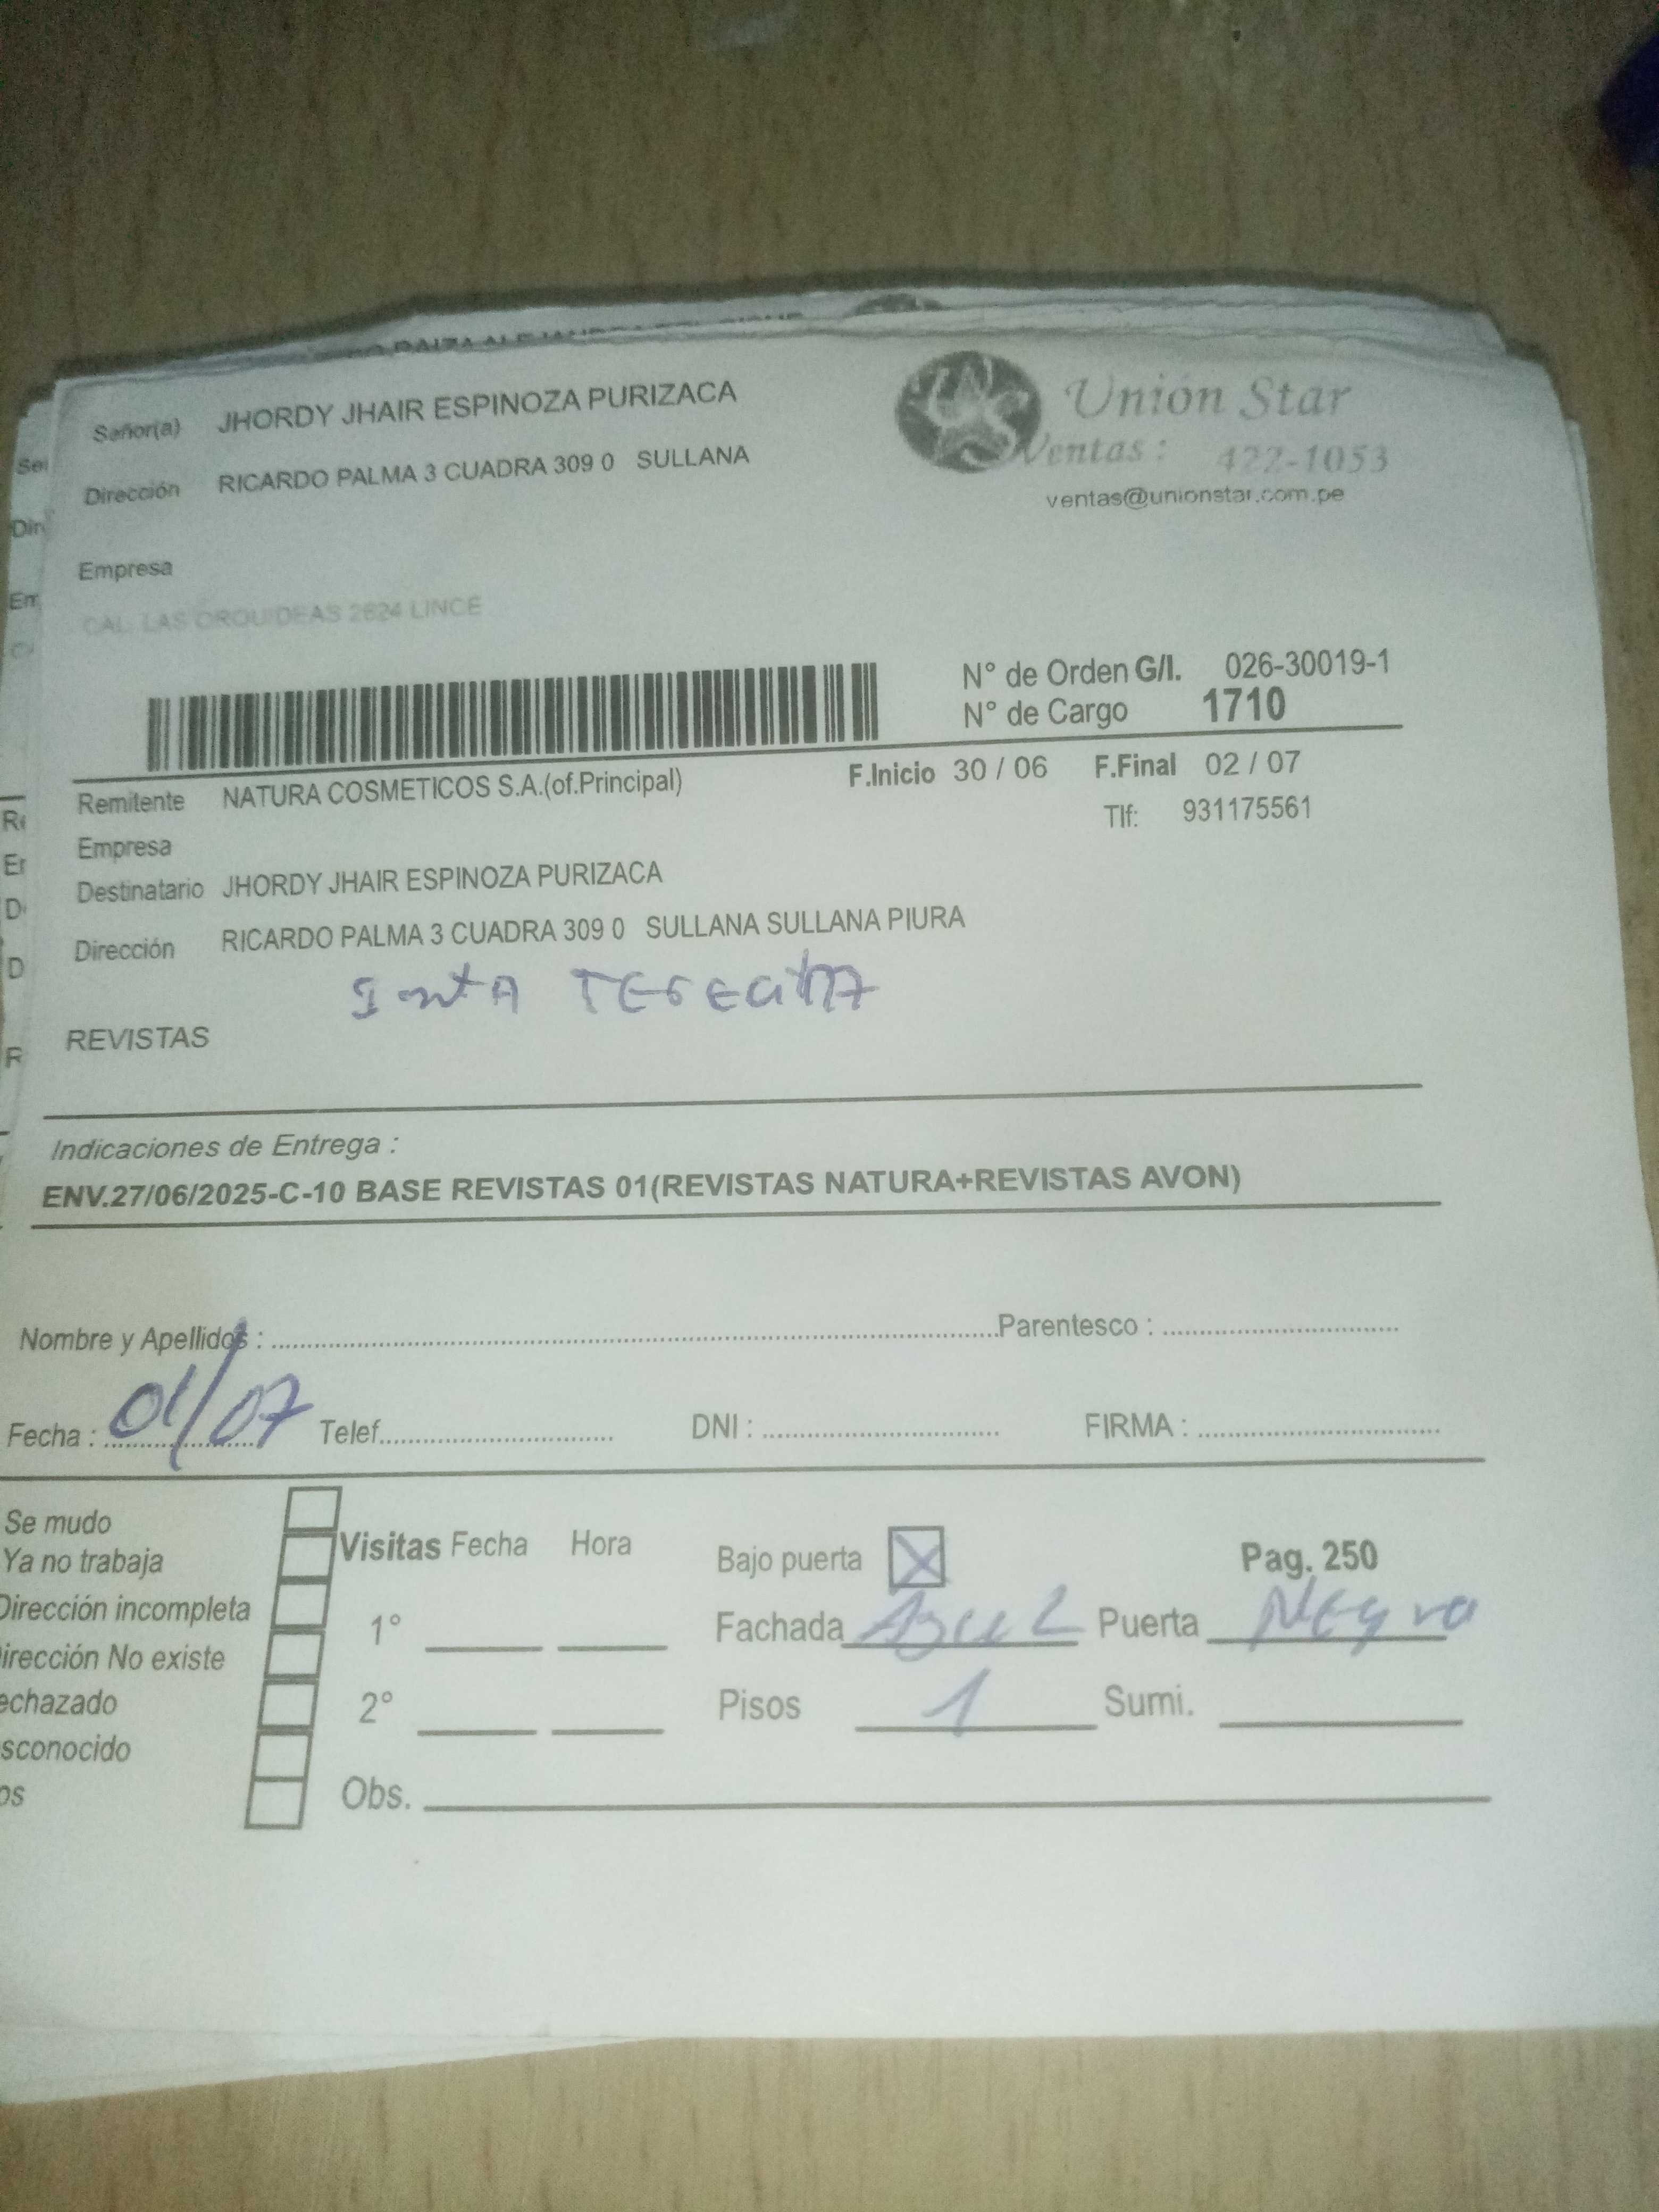 Señor(a) JHORDY JHAIR ESPINOZA PURIZACA
Unión Star
Ventas : 422-1053
Dirección RICARDO PALMA 3 CUADRA 309 0 SULLANA
ventas@unionstar.com.pe
Empresa
CAL. LAS ORQUIDEAS 2624 LINCE
N° de Orden G/I. 026-30019-1
N° de Cargo 1710
Remitente NATURA COSMETICOS S.A.(of.Principal) F.Inicio 30 / 06 F.Final 02 / 07
Empresa Tlf: 931175561
Destinatario JHORDY JHAIR ESPINOZA PURIZACA
Dirección RICARDO PALMA 3 CUADRA 309 0 SULLANA SULLANA PIURA
REVISTAS
Indicaciones de Entrega :
ENV.27/06/2025-C-10 BASE REVISTAS 01(REVISTAS NATURA+REVISTAS AVON)
Nombre y Apellidos : Parentesco :
Fecha : 01/07 Telef. DNI : FIRMA :
Se mudo
Ya no trabaja
Visitas Fecha Hora Bajo puerta X Pag. 250
Dirección incompleta
1° Fachada Azul Puerta Negra
irección No existe
echazado
2° Pisos 1 Sumi.
sconocido
os
Obs.